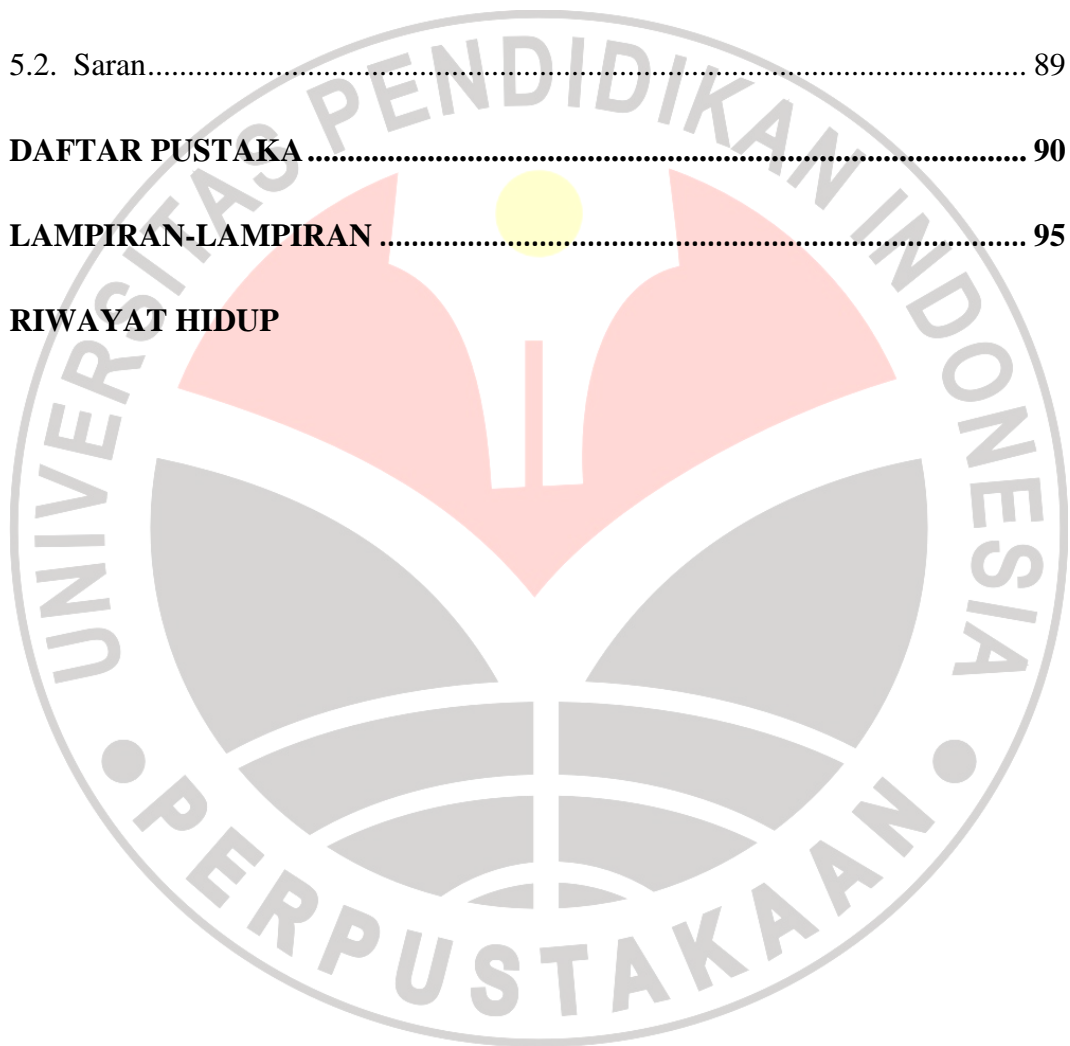 5.2. Saran............................................................................................................. 89
DAFTAR PUSTAKA ......................................................................................... 90
LAMPIRAN-LAMPIRAN ................................................................................ 95
RIWAYAT HIDUP
UNIVERSITAS PENDIDIKAN INDONESIA
PERPUSTAKAAN